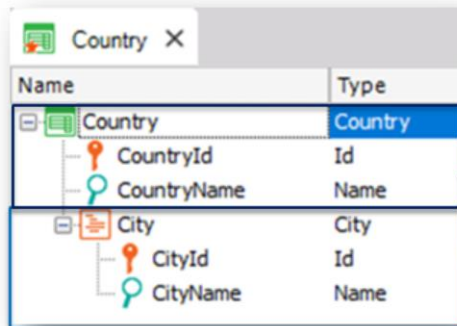 Country
Name Type
Country Country
CountryId Id
CountryName Name
City City
CityId Id
CityName Name